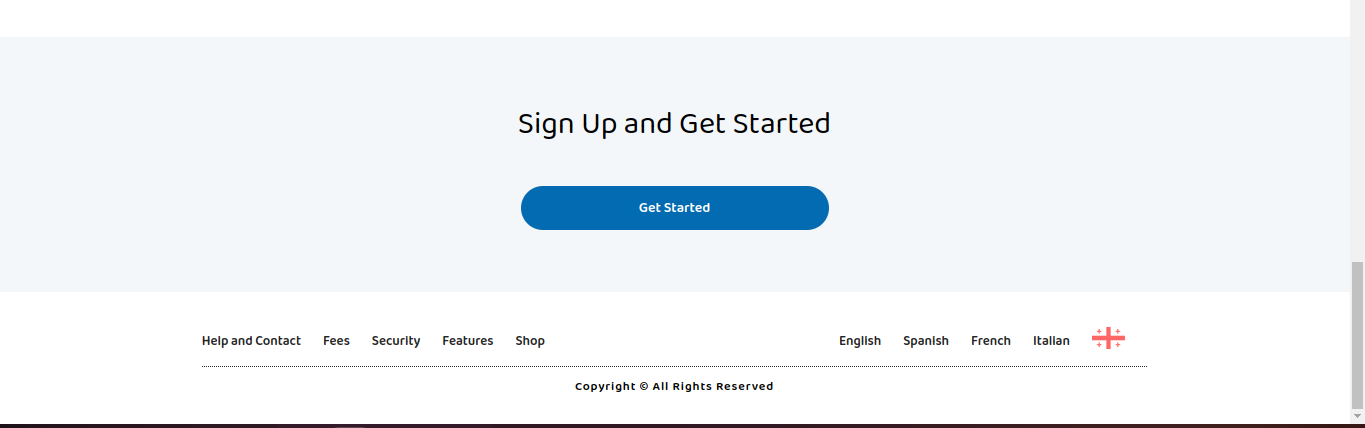 Sign Up and Get Started
Get Started
Help and Contact Fees Security Features Shop English Spanish French Italian
Copyright © All Rights Reserved